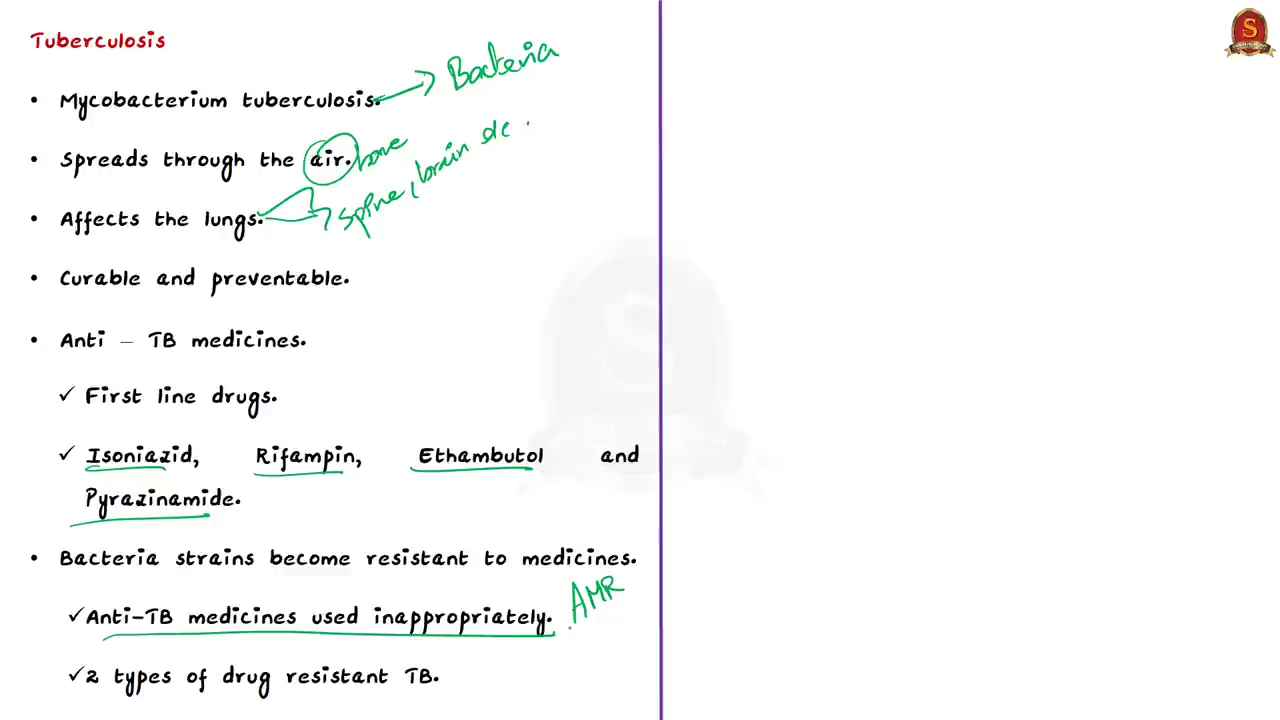 Tuberculosis
• Mycobacterium tuberculosis. → Bacteria
• Spreads through the air. borne
• Affects the lungs. → Spine, brain etc.
• Curable and preventable.
• Anti – TB medicines.
✓ First line drugs.
✓ Isoniazid, Rifampin, Ethambutol and
Pyrazinamide.
• Bacteria strains become resistant to medicines.
✓ Anti-TB medicines used inappropriately. AMR
✓ 2 types of drug resistant TB.
S